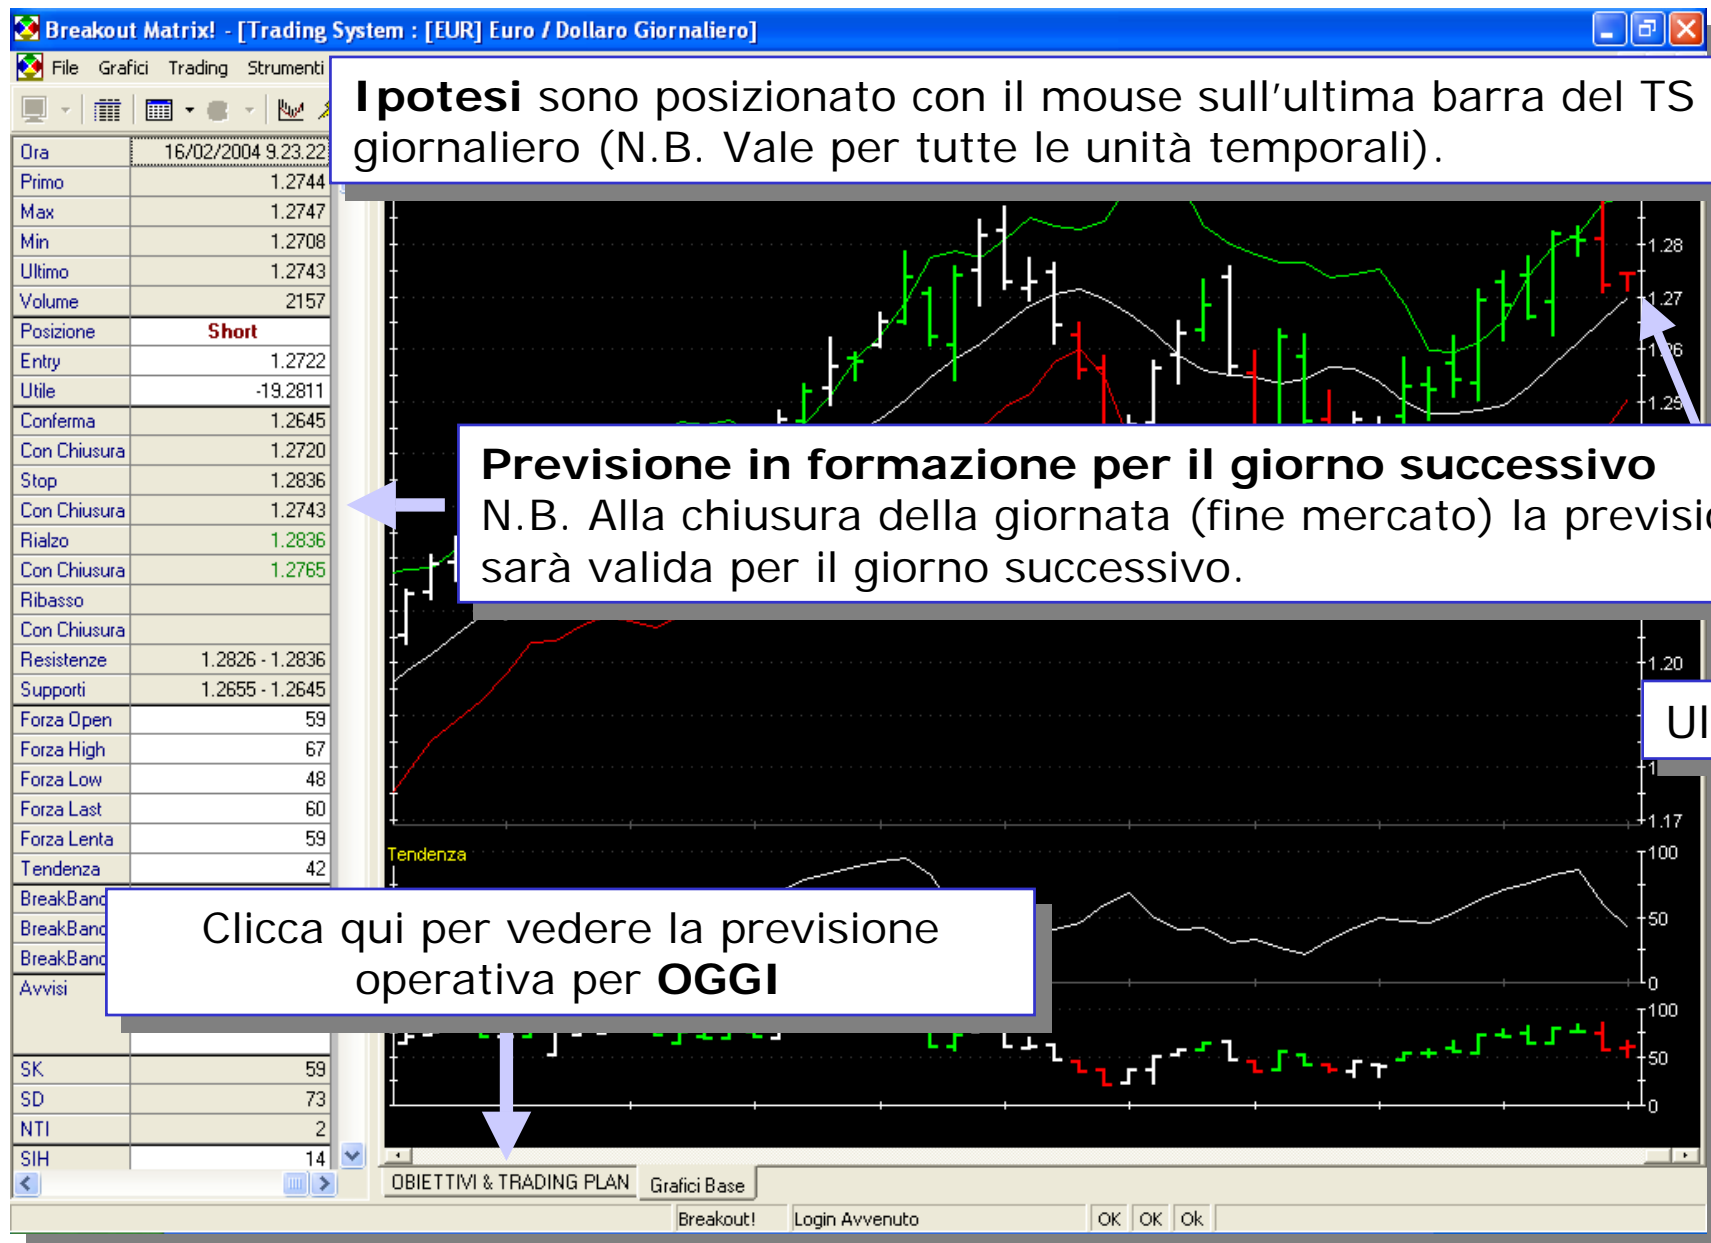 Breakout Matrix! - [Trading System : [EUR] Euro / Dollaro Giornaliero]
File Grafici Trading Strumenti
Ipotesi sono posizionato con il mouse sull'ultima barra del TS
giornaliero (N.B. Vale per tutte le unità temporali).
Ora 16/02/2004 9.23.22
Primo 1.2744
Max 1.2747
Min 1.2708
Ultimo 1.2743
Volume 2157
Posizione Short
Entry 1.2722
Utile -19.2811
Conferma 1.2645
Con Chiusura 1.2720
Stop 1.2836
Con Chiusura 1.2743
Rialzo 1.2836
Con Chiusura 1.2765
Ribasso
Con Chiusura
Resistenze 1.2826 - 1.2836
Supporti 1.2655 - 1.2645
Forza Open 59
Forza High 67
Forza Low 48
Forza Last 60
Forza Lenta 59
Tendenza 42
BreakBand
BreakBand
BreakBand
Avvisi
SK 59
SD 73
NTI 2
SIH 14
1.28
1.27
1.26
1.25
Previsione in formazione per il giorno successivo
N.B. Alla chiusura della giornata (fine mercato) la previsio
sarà valida per il giorno successivo.
1.20
Ul
1.17
Tendenza
100
50
0
Clicca qui per vedere la previsione
operativa per OGGI
100
50
0
OBIETTIVI & TRADING PLAN Grafici Base
Breakout! Login Avvenuto OK OK Ok